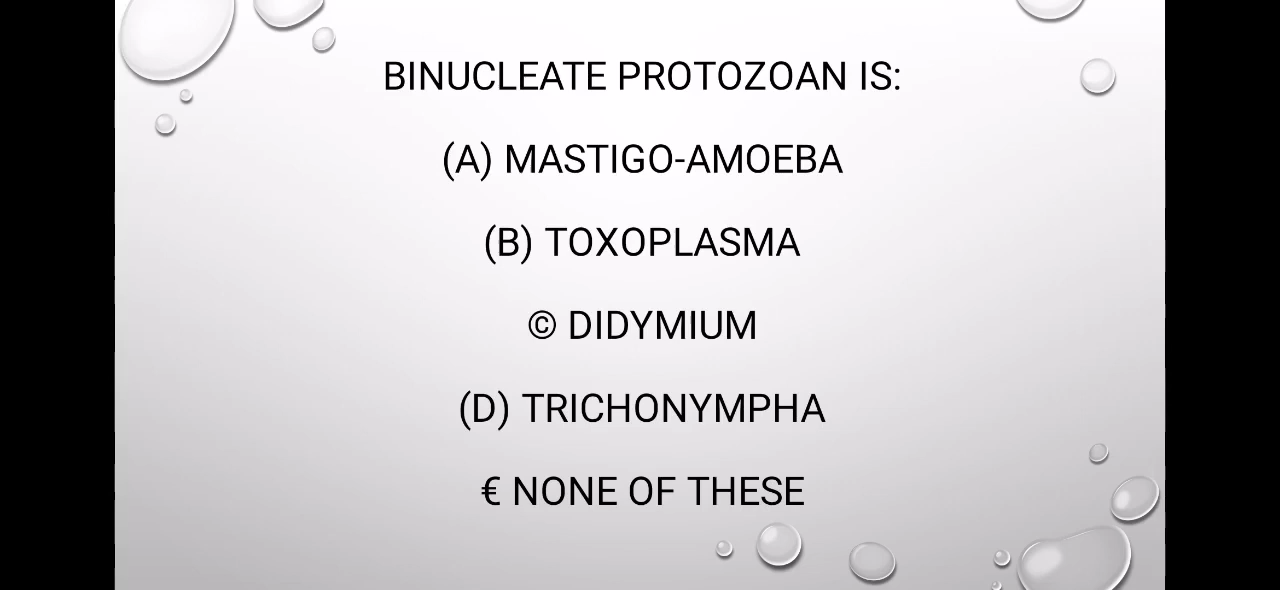 BINUCLEATE PROTOZOAN IS:
(A) MASTIGO-AMOEBA
(B) TOXOPLASMA
© DIDYMIUM
(D) TRICHONYMPHA
€ NONE OF THESE